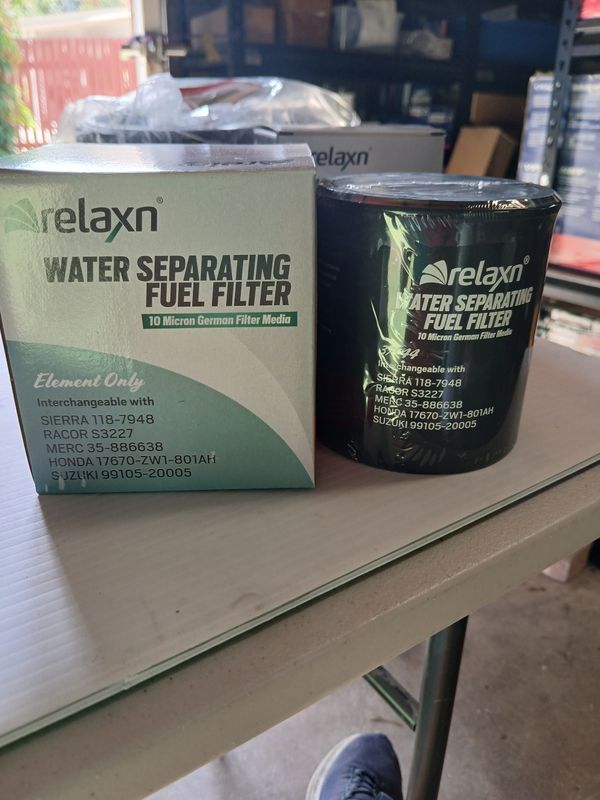 relaxn®
WATER SEPARATING
FUEL FILTER
10 Micron German Filter Media
Element Only
Interchangeable with
SIERRA 118-7948
RACOR S3227
MERC 35-886638
HONDA 17670-ZW1-801AH
SUZUKI 99105-20005
relaxn
relaxn®
WATER SEPARATING
FUEL FILTER
10 Micron German Filter Media
Interchangeable with
SIERRA 118-7948
RACOR S3227
MERC 35-886638
HONDA 17670-ZW1-801AH
SUZUKI 99105-20005